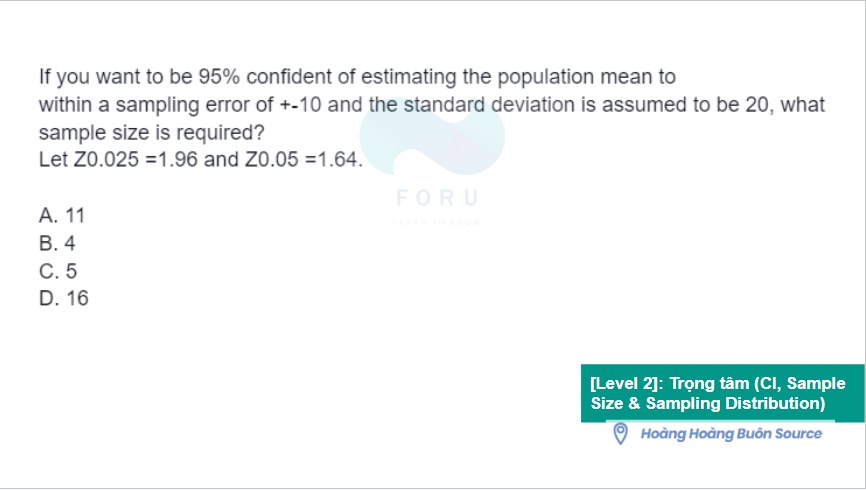 If you want to be 95% confident of estimating the population mean to
within a sampling error of +-10 and the standard deviation is assumed to be 20, what
sample size is required?
Let Z0.025 =1.96 and Z0.05 =1.64.
FORU
A. 11
B. 4
C. 5
D. 16
[Level 2]: Trọng tâm (CI, Sample
Size & Sampling Distribution)
Hoàng Hoàng Buôn Source